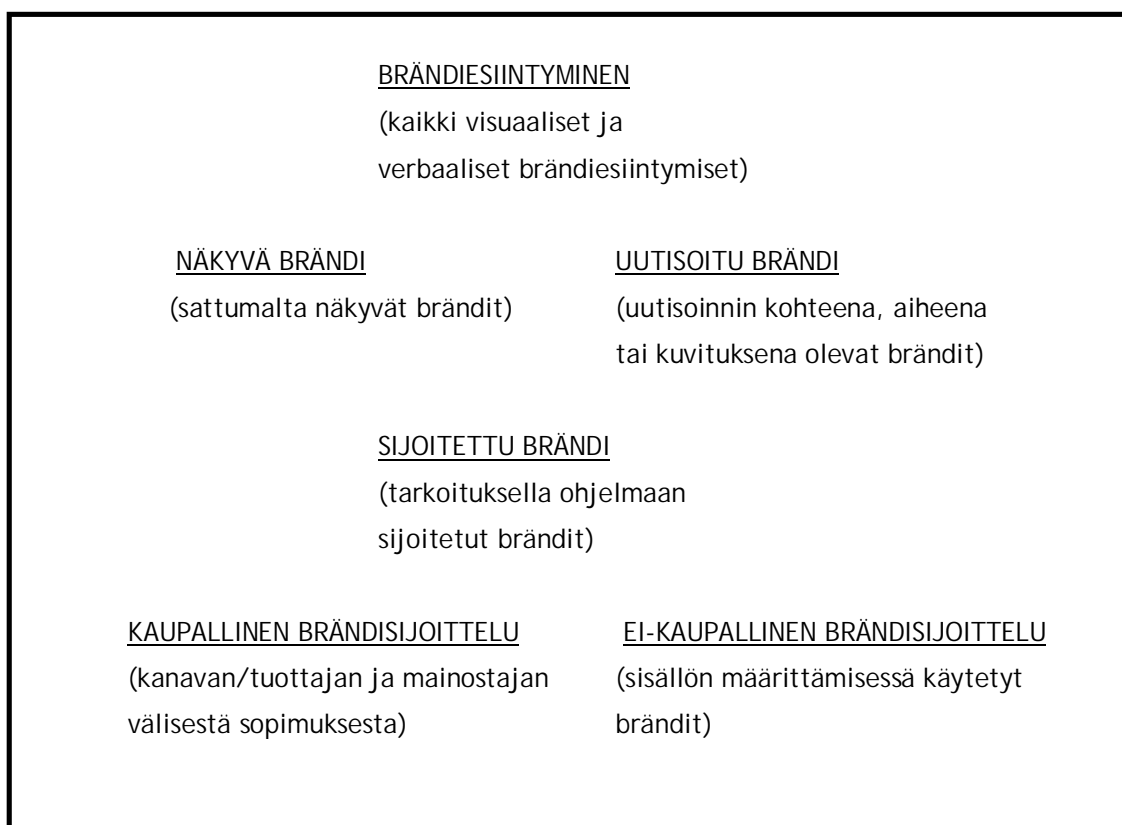 BRÄNDIESIINTYMINEN
(kaikki visuaaliset ja
verbaaliset brändiesiintymiset)
NÄKYVÄ BRÄNDI
(sattumalta näkyvät brändit)
UUTISOITU BRÄNDI
(uutisoinnin kohteena, aiheena
tai kuvituksena olevat brändit)
SIJOITETTU BRÄNDI
(tarkoituksella ohjelmaan
sijoitetut brändit)
KAUPALLINEN BRÄNDISIJOITTELU
(kanavan/tuottajan ja mainostajan
välisestä sopimuksesta)
EI-KAUPALLINEN BRÄNDISIJOITTELU
(sisällön määrittämisessä käytetyt
brändit)